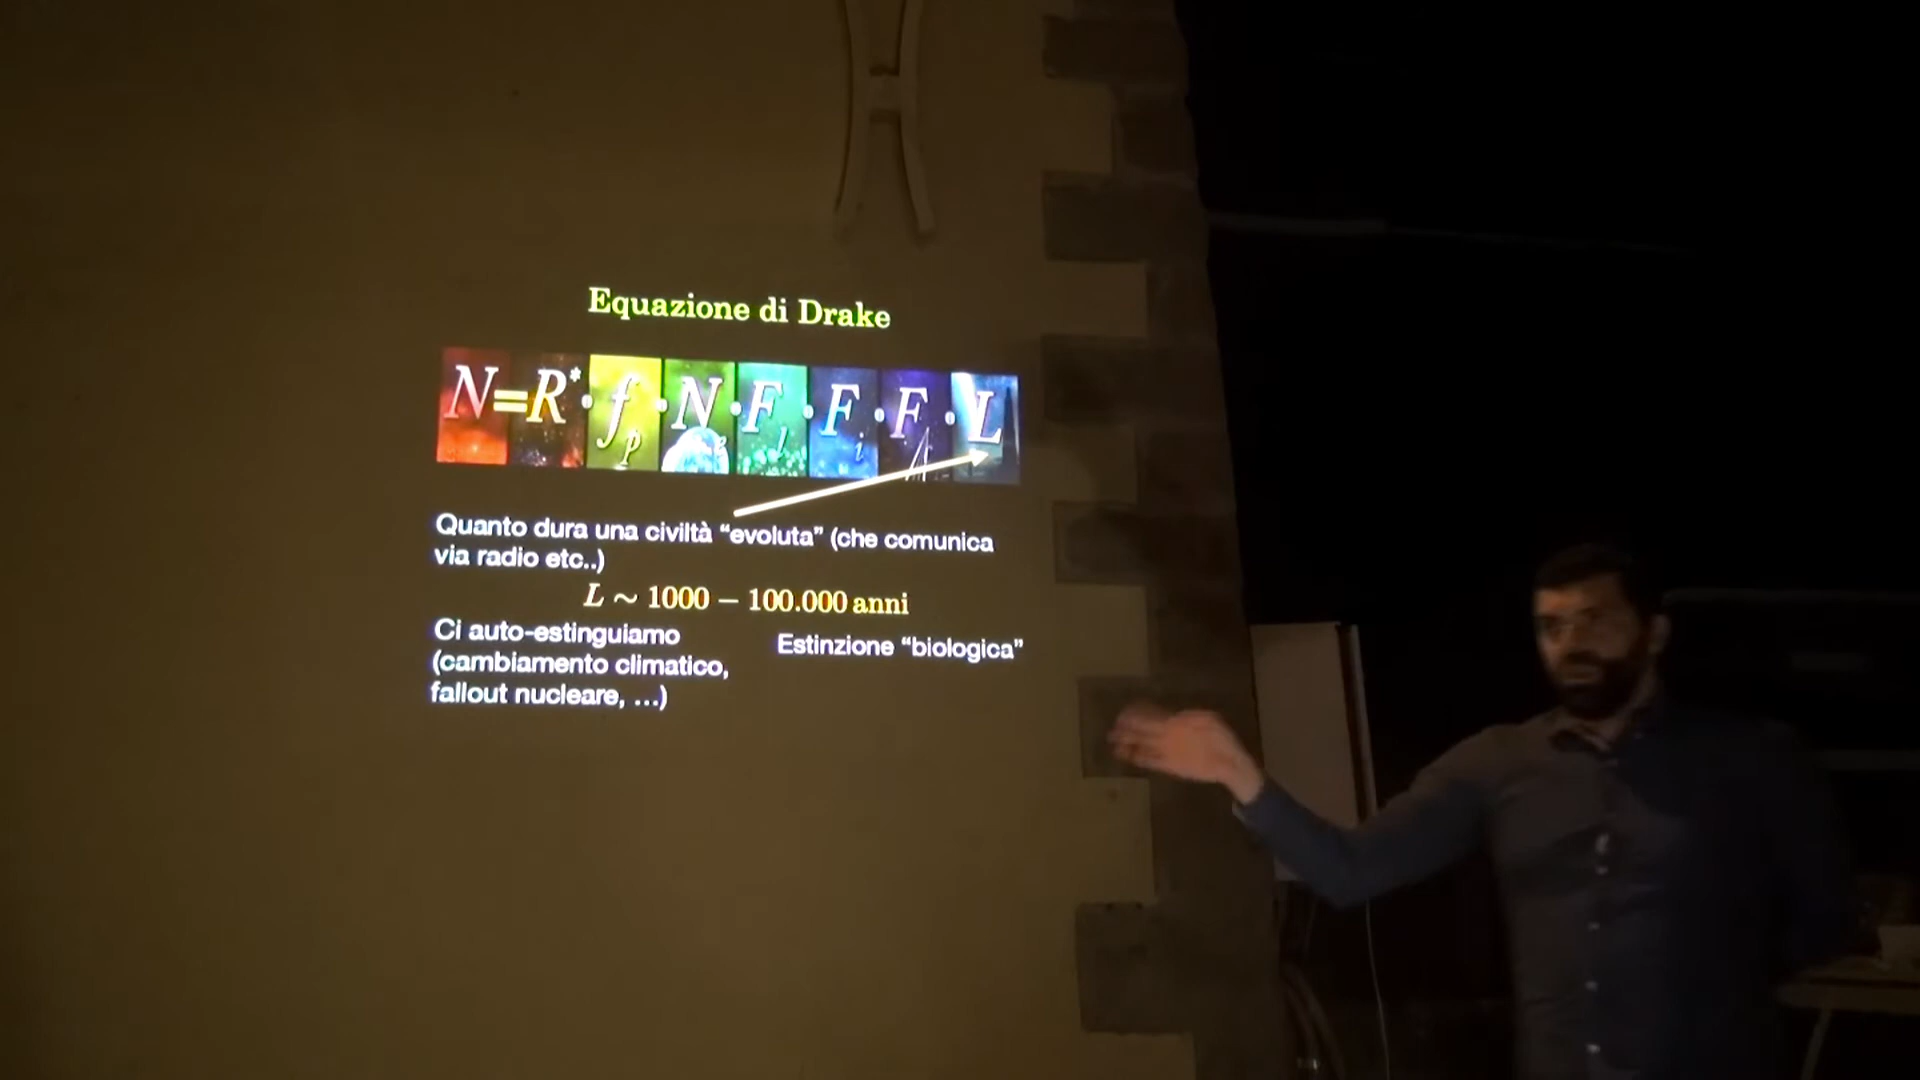 Equazione di Drake
N=R*·fp·Ne·Fl·Fi·F·L
Quanto dura una civiltà “evoluta” (che comunica
via radio etc..)
L ∼ 1000 − 100.000 anni
Ci auto-estinguiamo
(cambiamento climatico,
fallout nucleare, ...)
Estinzione “biologica”